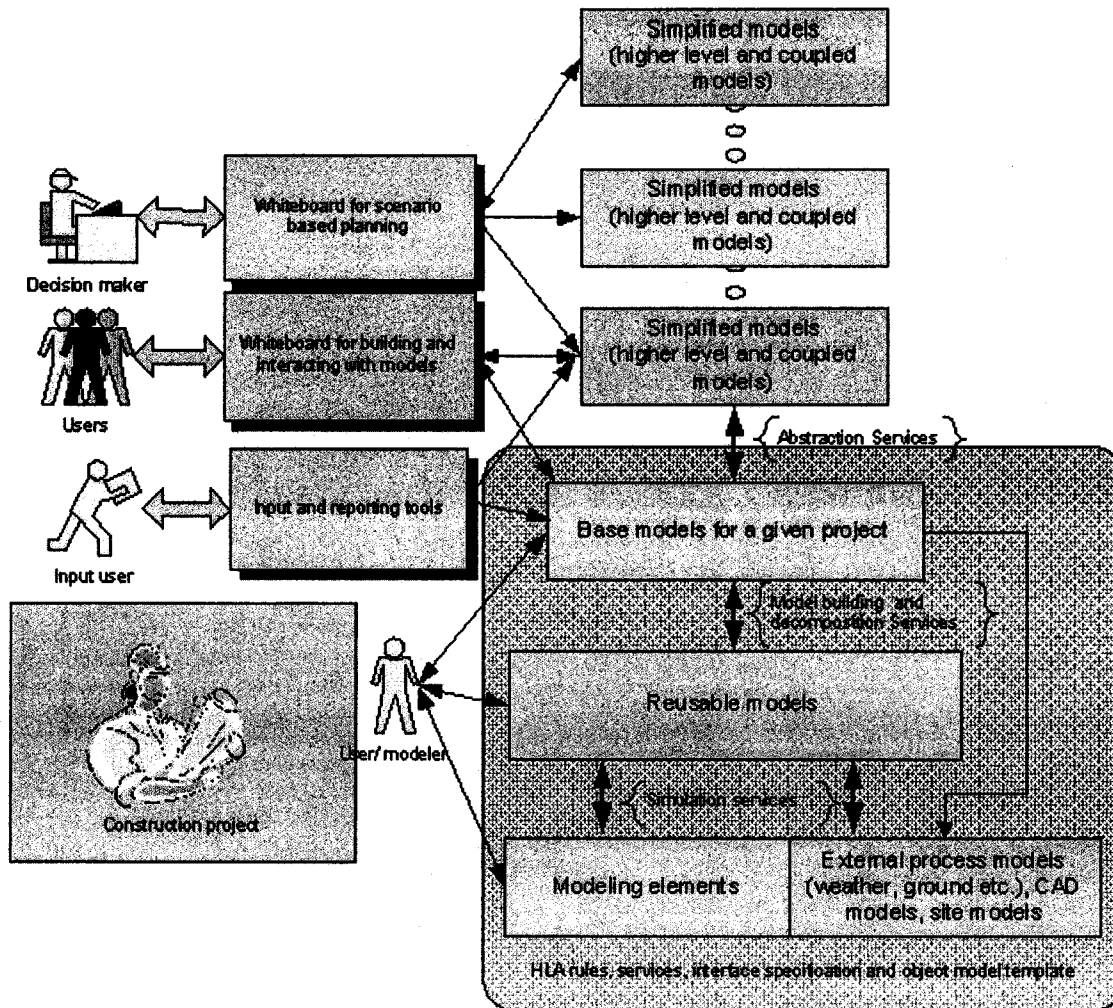 Simplified models
(higher level and coupled
models)
Whiteboard for scenario
based planning
Simplified models
(higher level and coupled
models)
Decision maker
Whiteboard for building and
interacting with models
Simplified models
(higher level and coupled
models)
Users
Abstraction Services
Input and reporting tools
Base models for a given project
Input user
Model building and
decomposition Services
Reusable models
User/ modeler
Simulation services
Construction project
Modeling elements
External process models
(weather, ground etc.), CAD
models, site models
HLA rules, services, interface specification and object model template